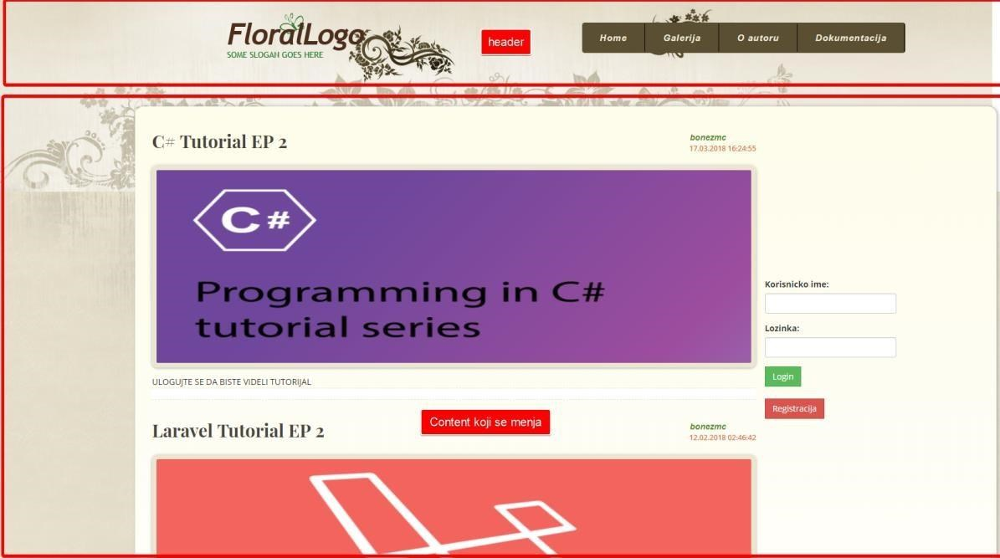 FloralLogo
SOME SLOGAN GOES HERE
header
Home
Galerija
O autoru
Dokumentacija
C# Tutorial EP 2
bonezmc
17.03.2018 16:24:55
C #
Programming in C#
tutorial series
Korisnicko ime:
Lozinka:
Login
Registracija
ULOGUJTE SE DA BISTE VIDELI TUTORIJAL
Content koji se menja
Laravel Tutorial EP 2
bonezmc
12.02.2018 02:46:42